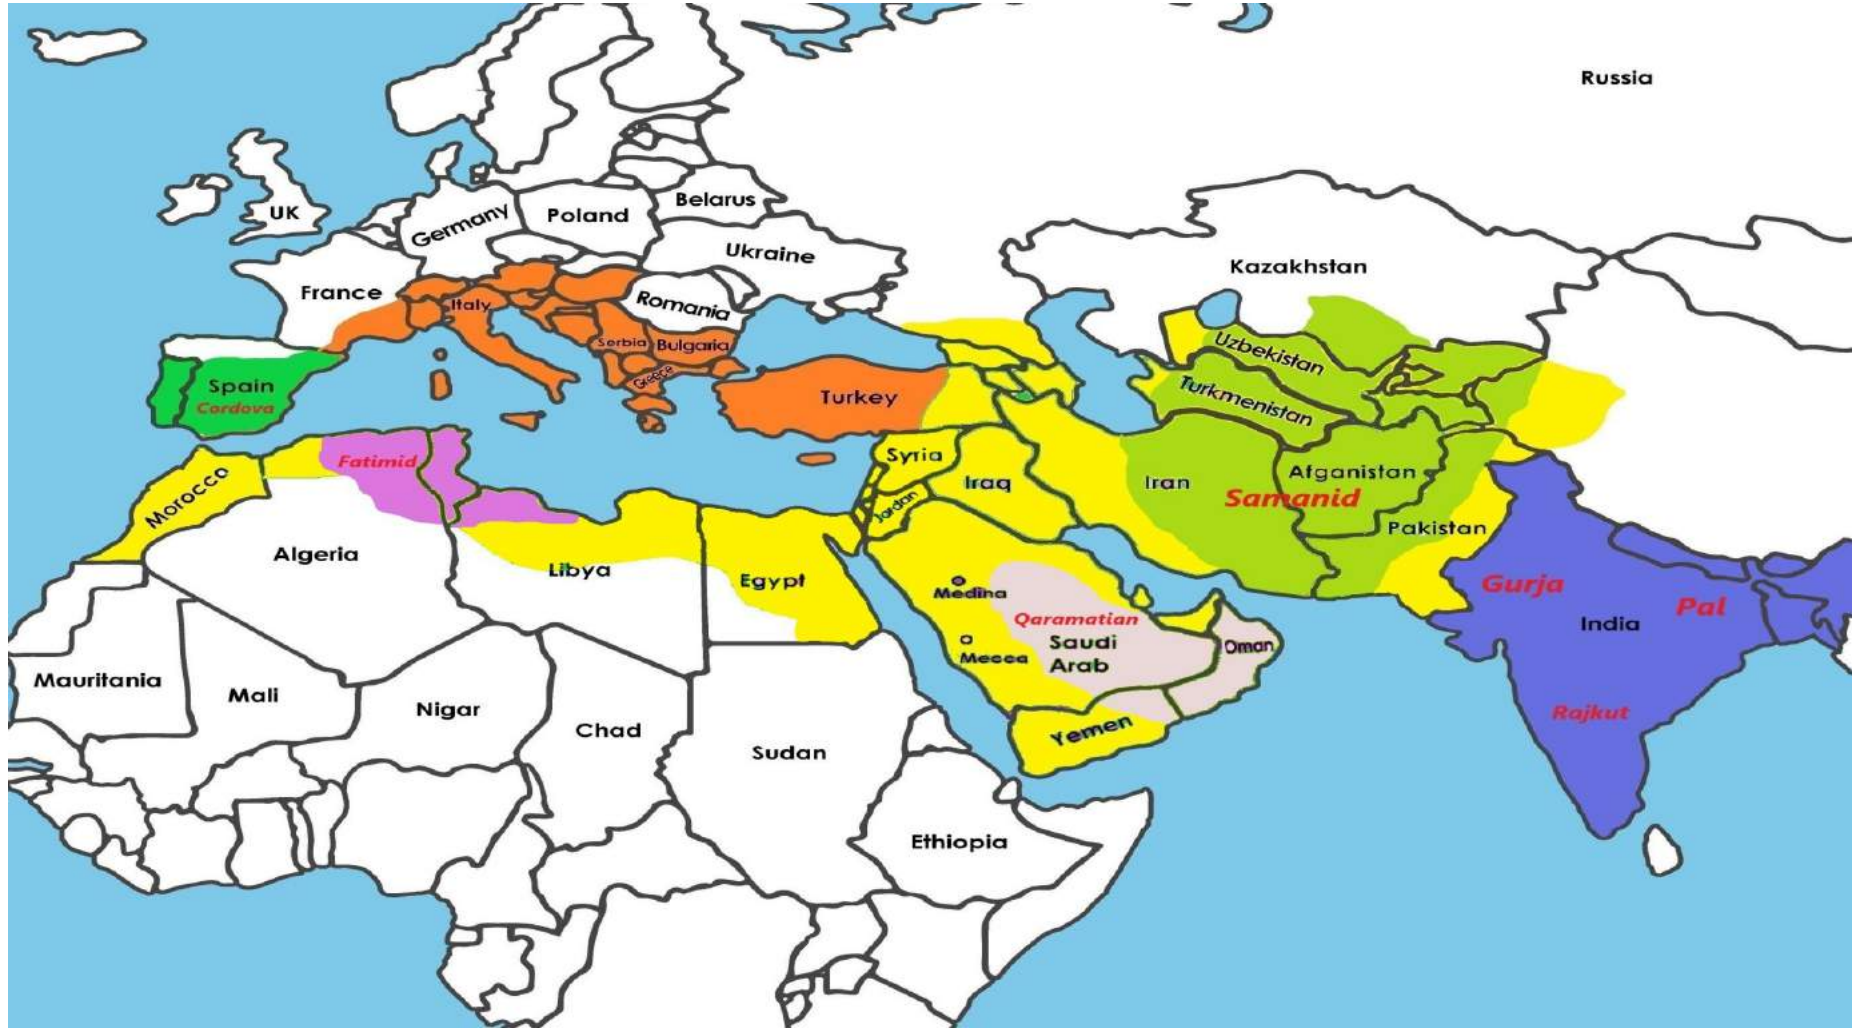 Russia
UK
Germany
Poland
Belarus
Ukraine
France
Kazakhstan
Italy
Romania
Serbia
Bulgaria
Greece
Uzbekistan
Spain
Cordova
Turkey
Turkmenistan
Morocco
Fatimid
Syria
Iraq
Iran
Afganistan
Samanid
Jordan
Pakistan
Algeria
Libya
Egypt
Medina
Gurja
Pal
Qaramatian
India
Saudi
Arab
Oman
Mecca
Mauritania
Mali
Nigar
Rajkut
Chad
Sudan
Yemen
Ethiopia